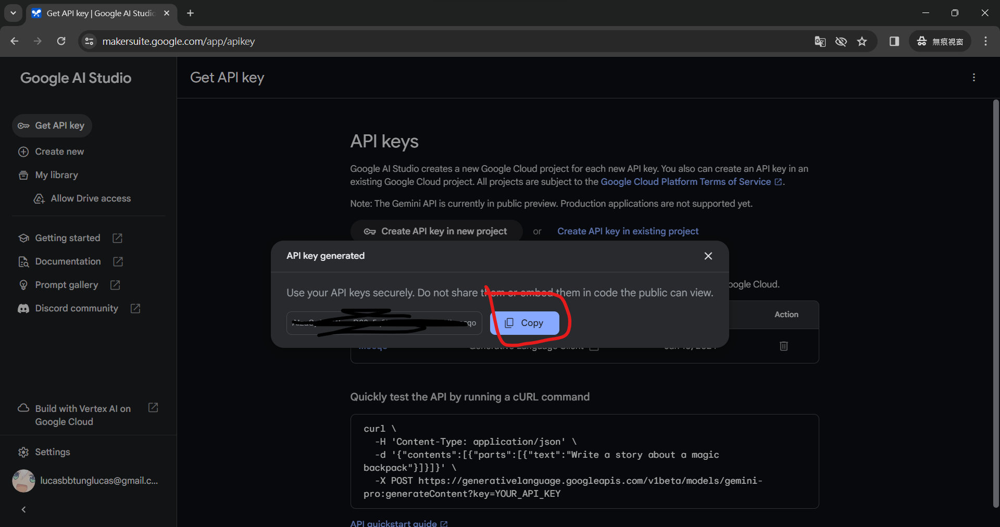 Get API key | Google AI Studio
makersuite.google.com/app/apikey
無痕視窗
Google AI Studio
Get API key
Get API key
Create new
My library
Allow Drive access
Getting started
Documentation
Prompt gallery
Discord community
Build with Vertex AI on
Google Cloud
Settings
lucasbbtunglucas@gmail.c...
API keys
Google AI Studio creates a new Google Cloud project for each new API key. You also can create an API key in an
existing Google Cloud project. All projects are subject to the Google Cloud Platform Terms of Service.
Note: The Gemini API is currently in public preview. Production applications are not supported yet.
Create API key in new project or Create API key in existing project
API key generated
Use your API keys securely. Do not share them or embed them in code the public can view.
Copy
Google Cloud.
Action
Generative Language Client
Quickly test the API by running a cURL command
curl \
-H 'Content-Type: application/json' \
-d '{"contents":[{"parts":[{"text":"Write a story about a magic
backpack"}]}]}' \
-X POST https://generativelanguage.googleapis.com/v1beta/models/gemini-
pro:generateContent?key=YOUR_API_KEY
API quickstart guide